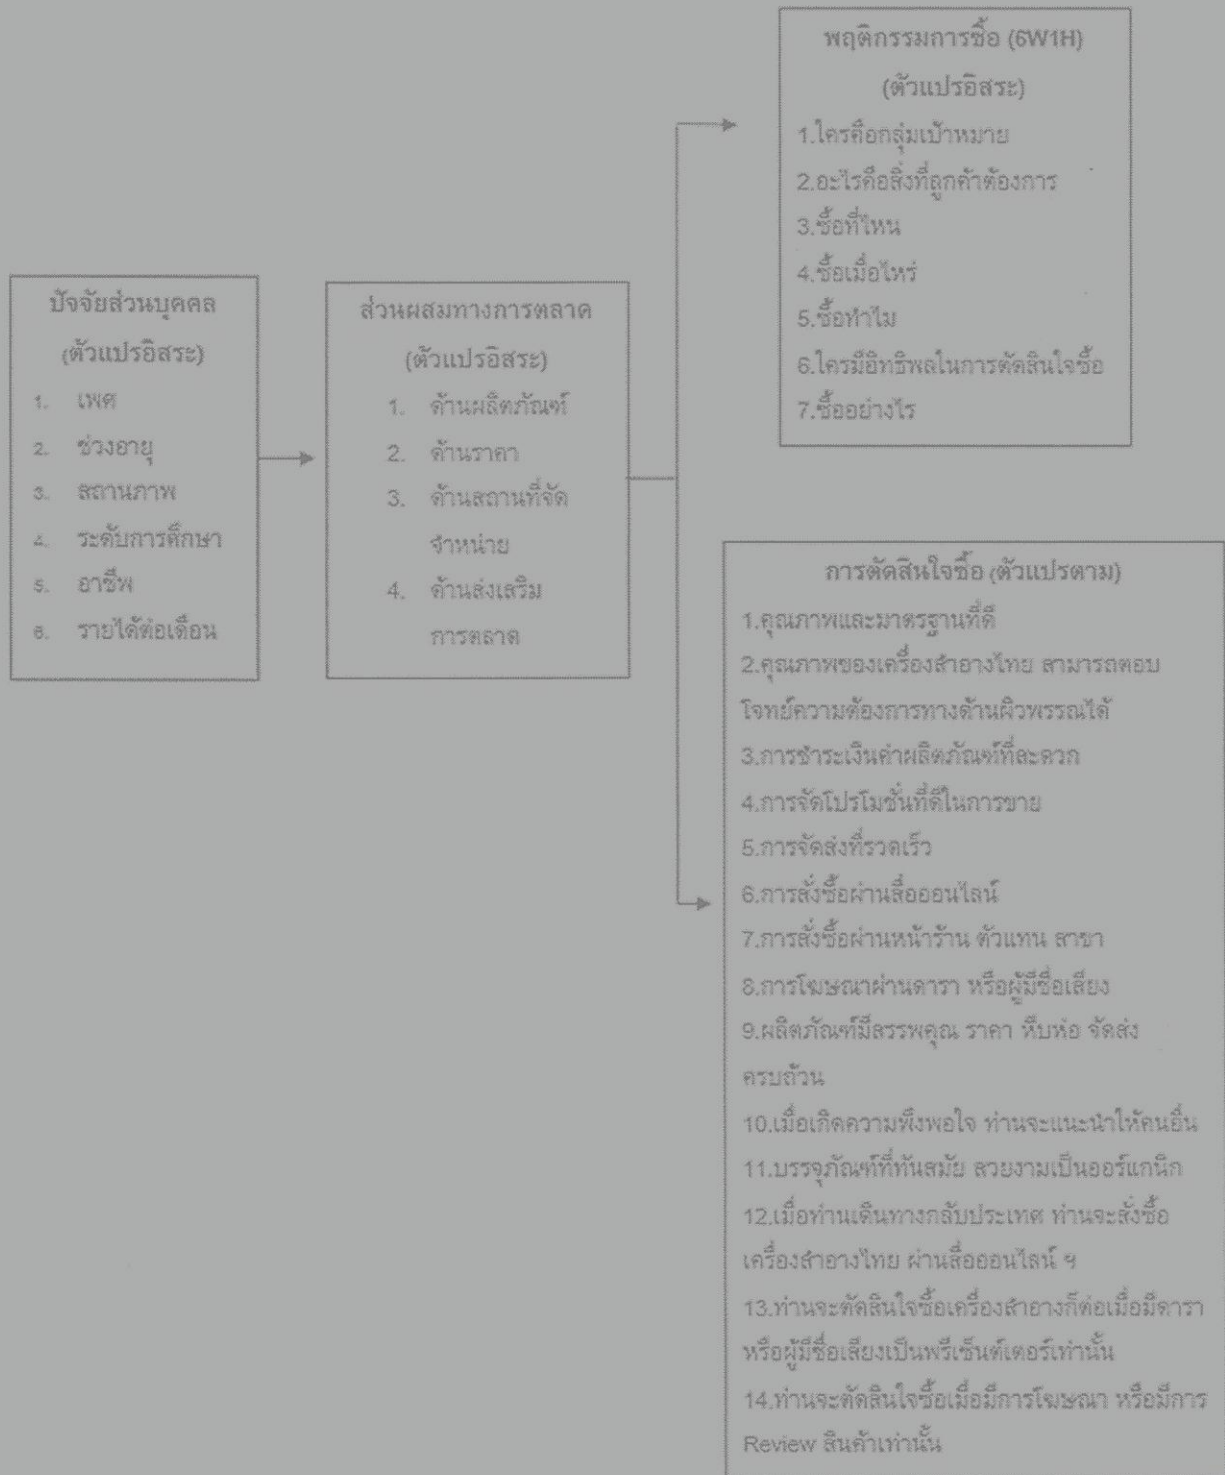 พฤติกรรมการซื้อ (6W1H)
(ตัวแปรอิสระ)
1.ใครคือกลุ่มเป้าหมาย
2.อะไรคือสิ่งที่ลูกค้าต้องการ
3.ซื้อที่ไหน
4.ซื้อเมื่อไหร่
5.ซื้อทำไม
6.ใครมีอิทธิพลในการตัดสินใจซื้อ
7.ซื้ออย่างไร
ปัจจัยส่วนบุคคล
(ตัวแปรอิสระ)
1. เพศ
2. ช่วงอายุ
3. สถานภาพ
4. ระดับการศึกษา
5. อาชีพ
6. รายได้ต่อเดือน
ส่วนผสมทางการตลาด
(ตัวแปรอิสระ)
1. ด้านผลิตภัณฑ์
2. ด้านราคา
3. ด้านสถานที่จัด
จำหน่าย
4. ด้านส่งเสริม
การตลาด
การตัดสินใจซื้อ (ตัวแปรตาม)
1.คุณภาพและมาตรฐานที่ดี
2.คุณภาพของเครื่องสำอางไทย สามารถตอบ
โจทย์ความต้องการทางด้านผิวพรรณได้
3.การชำระเงินค่าผลิตภัณฑ์ที่สะดวก
4.การจัดโปรโมชั่นที่ดีในการขาย
5.การจัดส่งที่รวดเร็ว
6.การสั่งซื้อผ่านสื่อออนไลน์
7.การสั่งซื้อผ่านหน้าร้าน ตัวแทน สาขา
8.การโฆษณาผ่านดารา หรือผู้มีชื่อเสียง
9.ผลิตภัณฑ์มีสรรพคุณ ราคา หีบห่อ จัดส่ง
ครบถ้วน
10.เมื่อเกิดความพึงพอใจ ท่านจะแนะนำให้คนอื่น
11.บรรจุภัณฑ์ที่ทันสมัย สวยงามเป็นออร์แกนิก
12.เมื่อท่านเดินทางกลับประเทศ ท่านจะสั่งซื้อ
เครื่องสำอางไทย ผ่านสื่อออนไลน์ ฯ
13.ท่านจะตัดสินใจซื้อเครื่องสำอางก็ต่อเมื่อมีดารา
หรือผู้มีชื่อเสียงเป็นพรีเซ็นต์เตอร์เท่านั้น
14.ท่านจะตัดสินใจซื้อเมื่อมีการโฆษณา หรือมีการ
Review สินค้าเท่านั้น